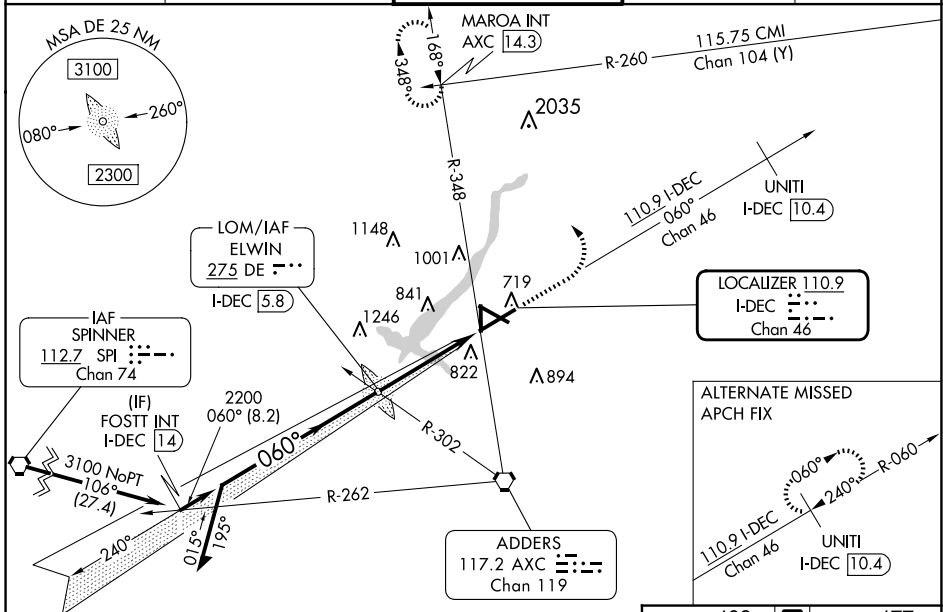 MSA DE 25 NM
3100
260°
080°
2300
MAROA INT
AXC 14.3
168°
348°
115.75 CMI
R-260
Chan 104 (Y)
2035
R-348
110.9 I-DEC
060°
Chan 46
UNITI
I-DEC 10.4
LOM/IAF
ELWIN
275 DE
I-DEC 5.8
1148
1001
841
719
1246
822
894
LOCALIZER 110.9
I-DEC
Chan 46
IAF
SPINNER
112.7 SPI
Chan 74
(IF)
FOSTT INT
I-DEC 14
2200
060° (8.2)
060°
R-302
3100 NoPT
106°
(27.4)
R-262
240°
015°
195°
ADDERS
117.2 AXC
Chan 119
ALTERNATE MISSED
APCH FIX
060°
R-060
240°
110.9 I-DEC
Chan 46
UNITI
I-DEC 10.4